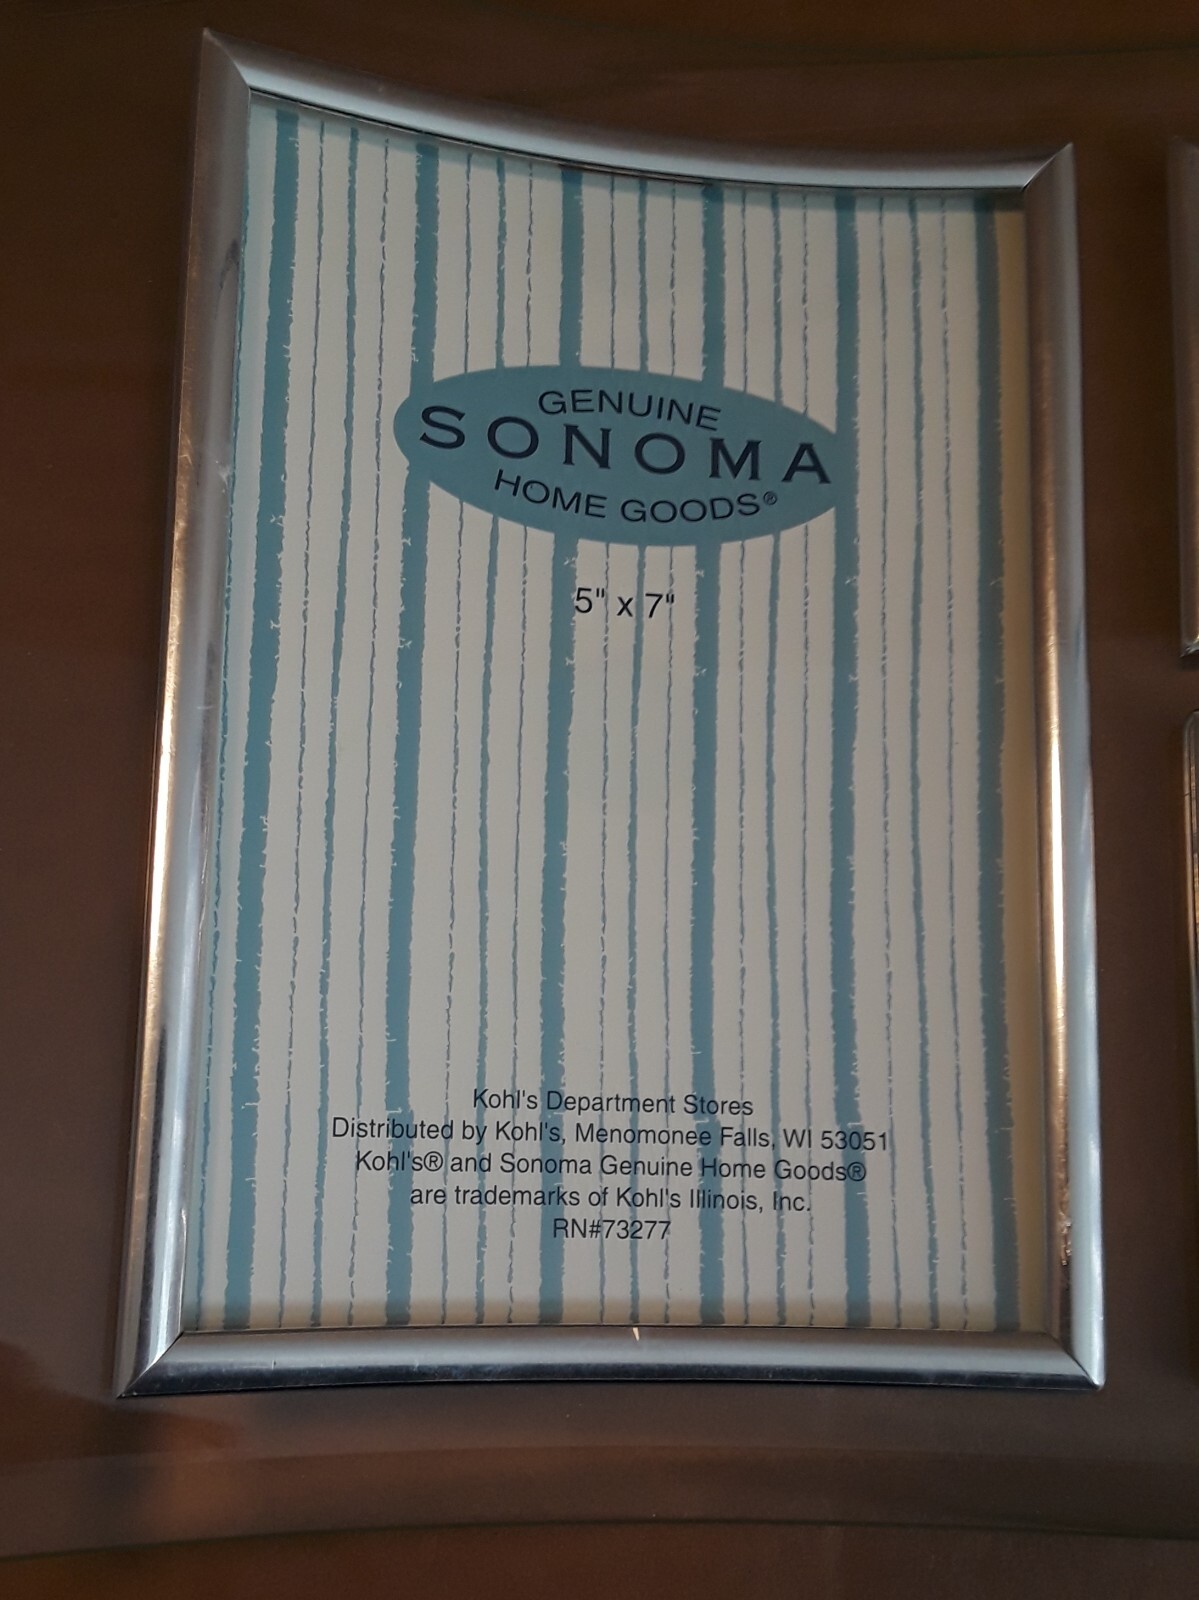 GENUINE
SONOMA
HOME GOODS®
5" x 7"
Kohl's Department Stores
Distributed by Kohl's, Menomonee Falls, WI 53051
Kohl's® and Sonoma Genuine Home Goods®
are trademarks of Kohl's Illinois, Inc.
RN#73277